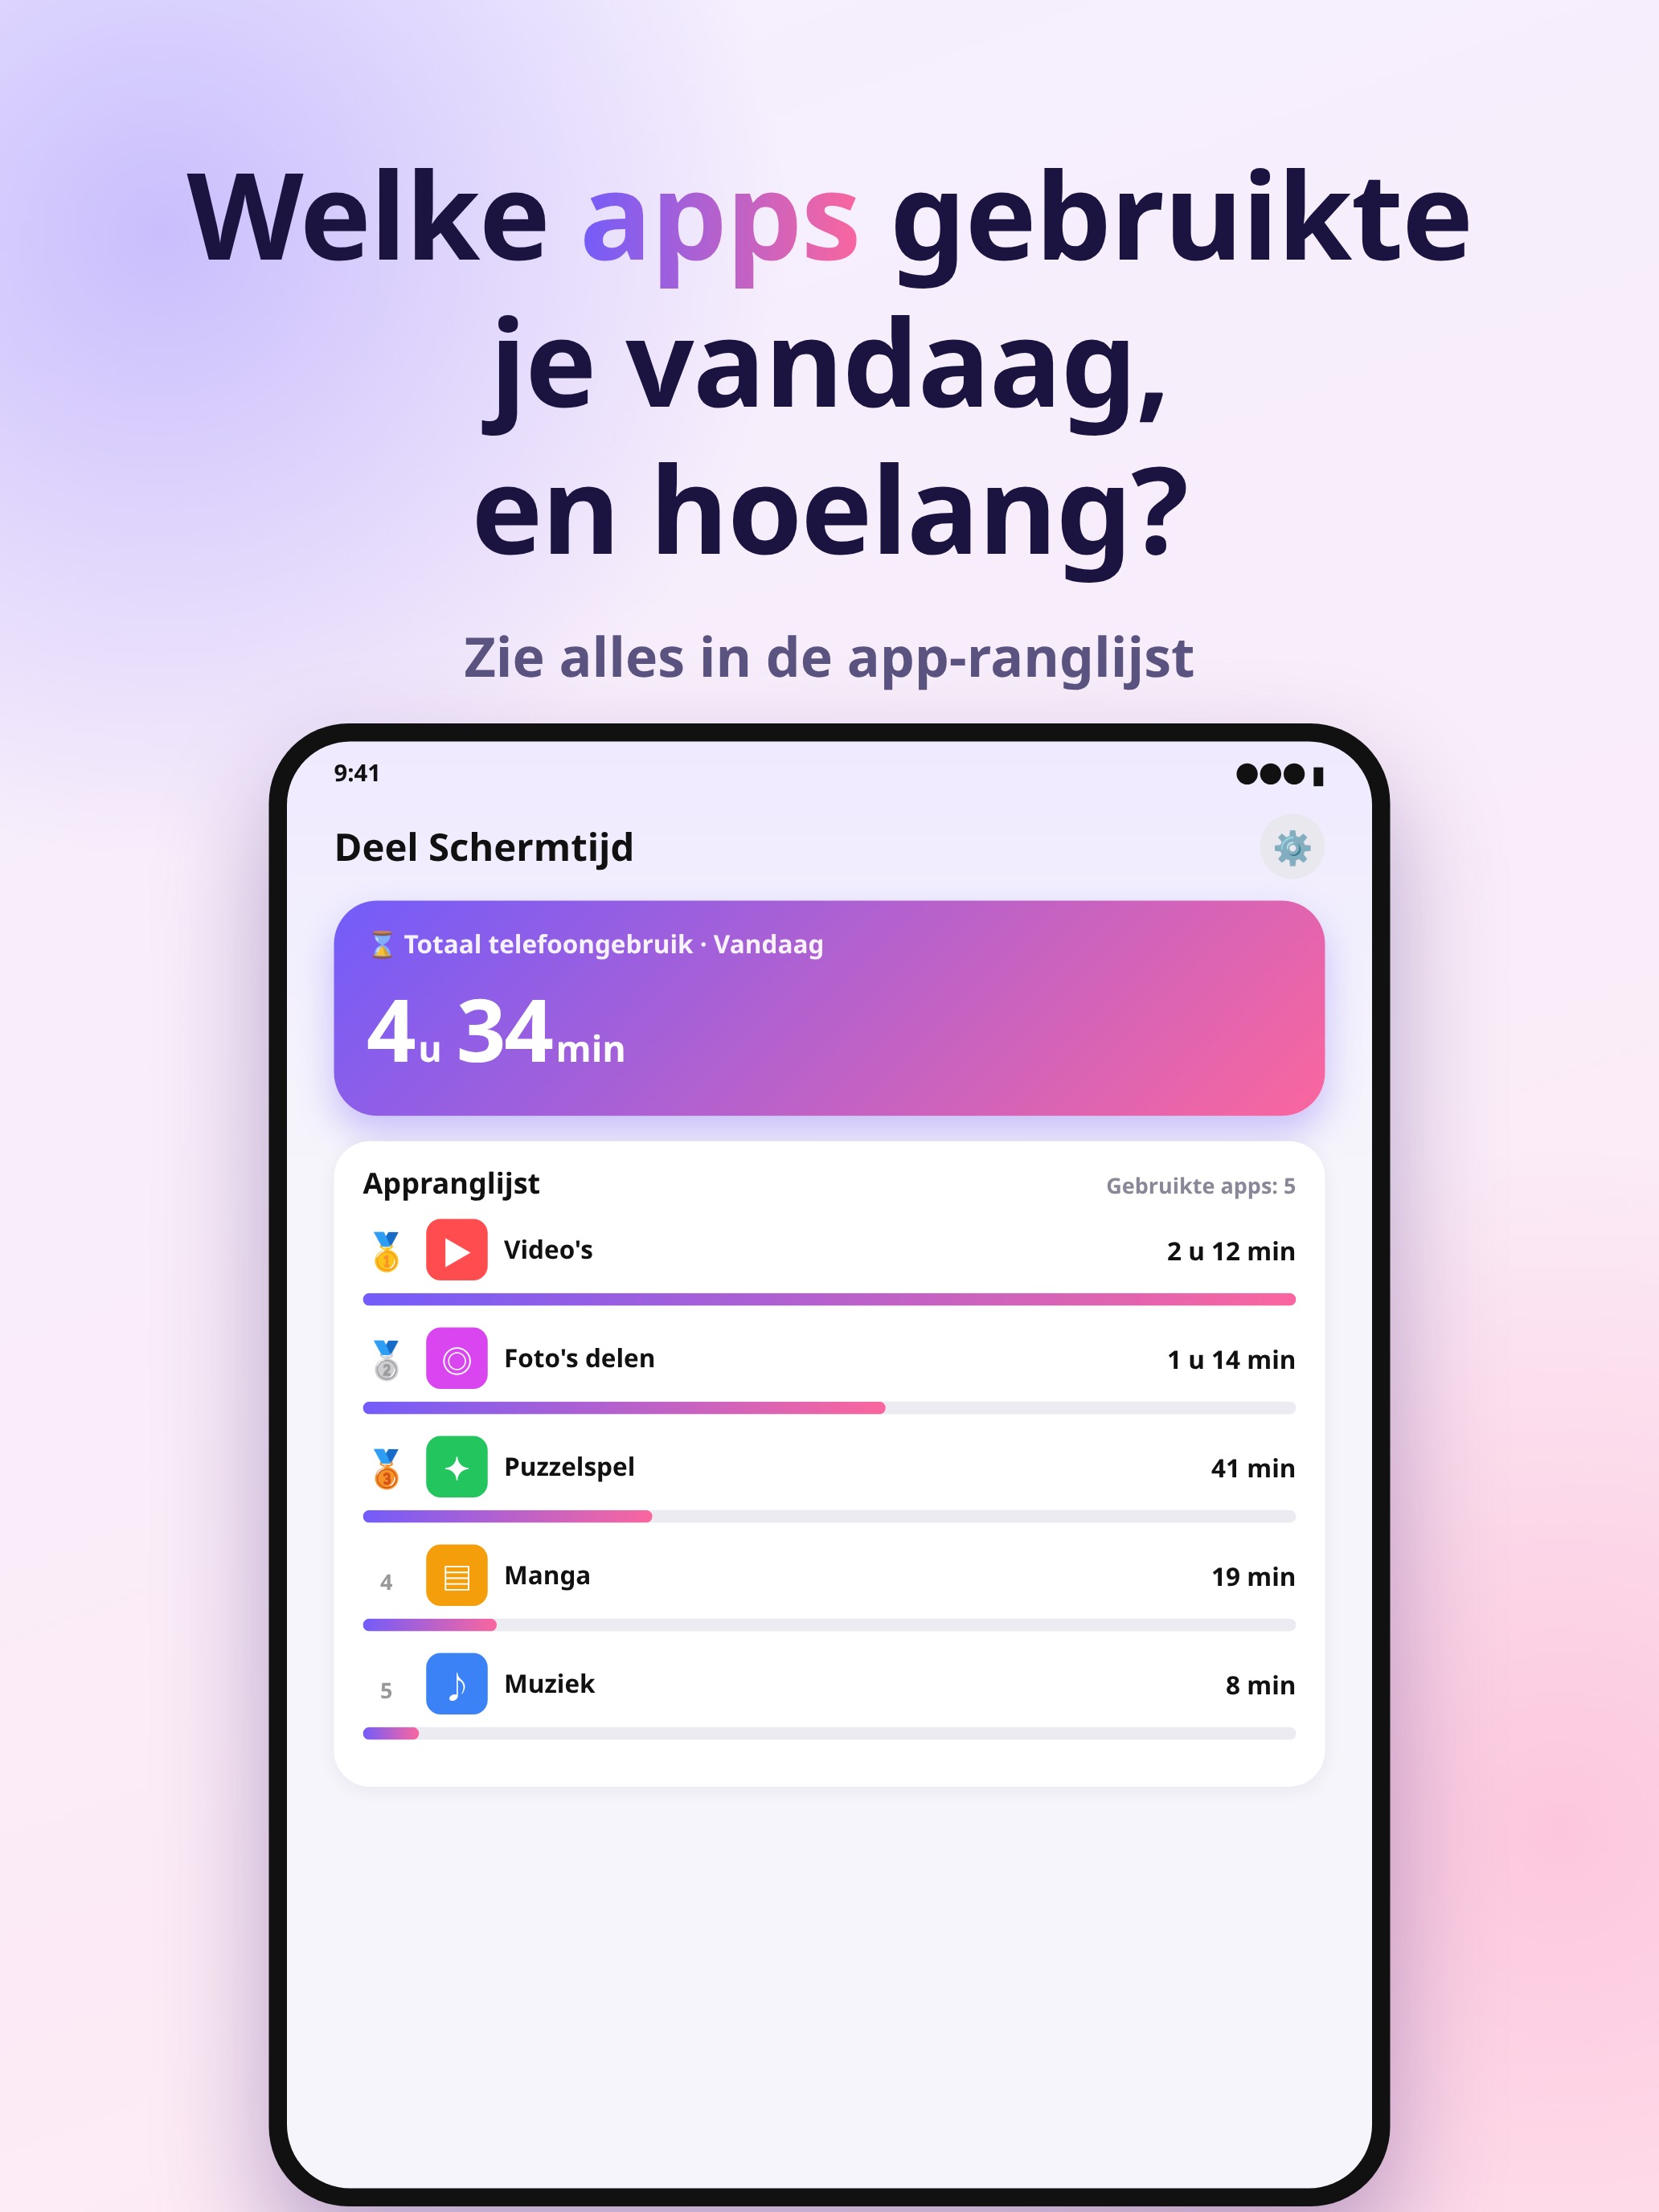 Welke apps gebruikte
je vandaag,
en hoelang?
Zie alles in de app-ranglijst
9:41
Deel Schermtijd
⌛ Totaal telefoongebruik · Vandaag
4u 34min
Appranglijst
Gebruikte apps: 5
🥇 Video's 2 u 12 min
🥈 Foto's delen 1 u 14 min
🥉 Puzzelspel 41 min
4 Manga 19 min
5 Muziek 8 min